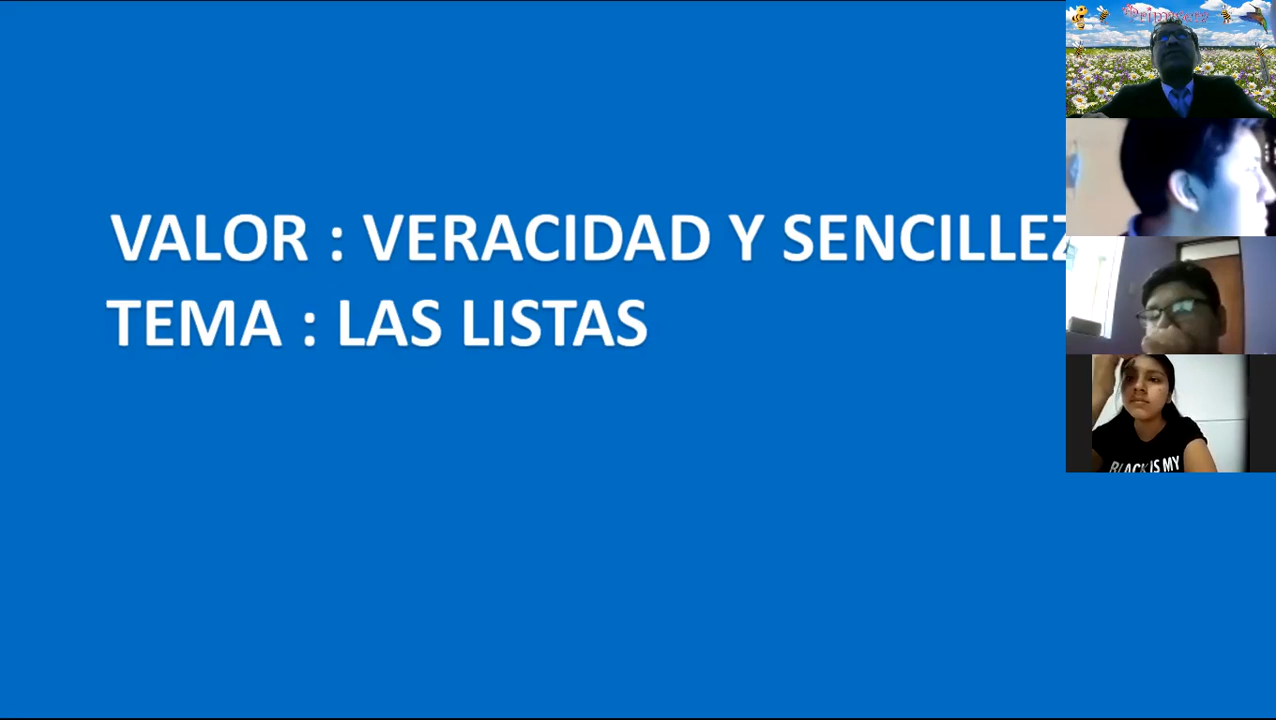 VALOR : VERACIDAD Y SENCILLEZ
TEMA : LAS LISTAS
BLACK IS MY